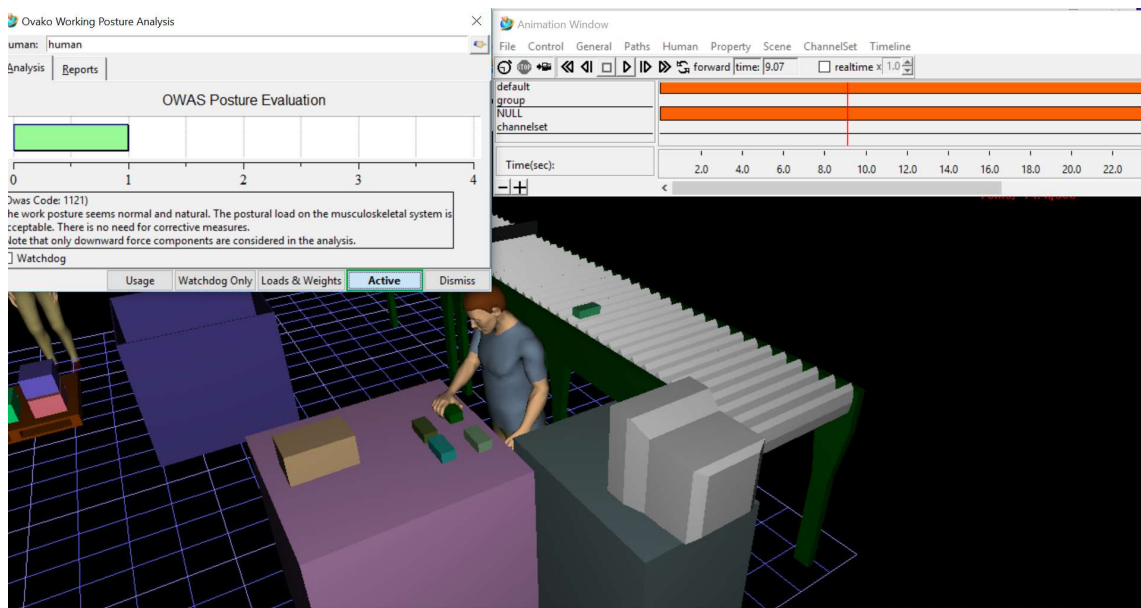 Ovako Working Posture Analysis
uman: human
Analysis Reports
OWAS Posture Evaluation
0 1 2 3 4
Owas Code: 1121)
he work posture seems normal and natural. The postural load on the musculoskeletal system is
cceptable. There is no need for corrective measures.
Note that only downward force components are considered in the analysis.
Watchdog
Usage Watchdog Only Loads & Weights Active Dismiss
Animation Window
File Control General Paths Human Property Scene ChannelSet Timeline
STOP forward time: 9.07 realtime x 1.0
default
group
NULL
channelset
Time(sec):
2.0 4.0 6.0 8.0 10.0 12.0 14.0 16.0 18.0 20.0 22.0